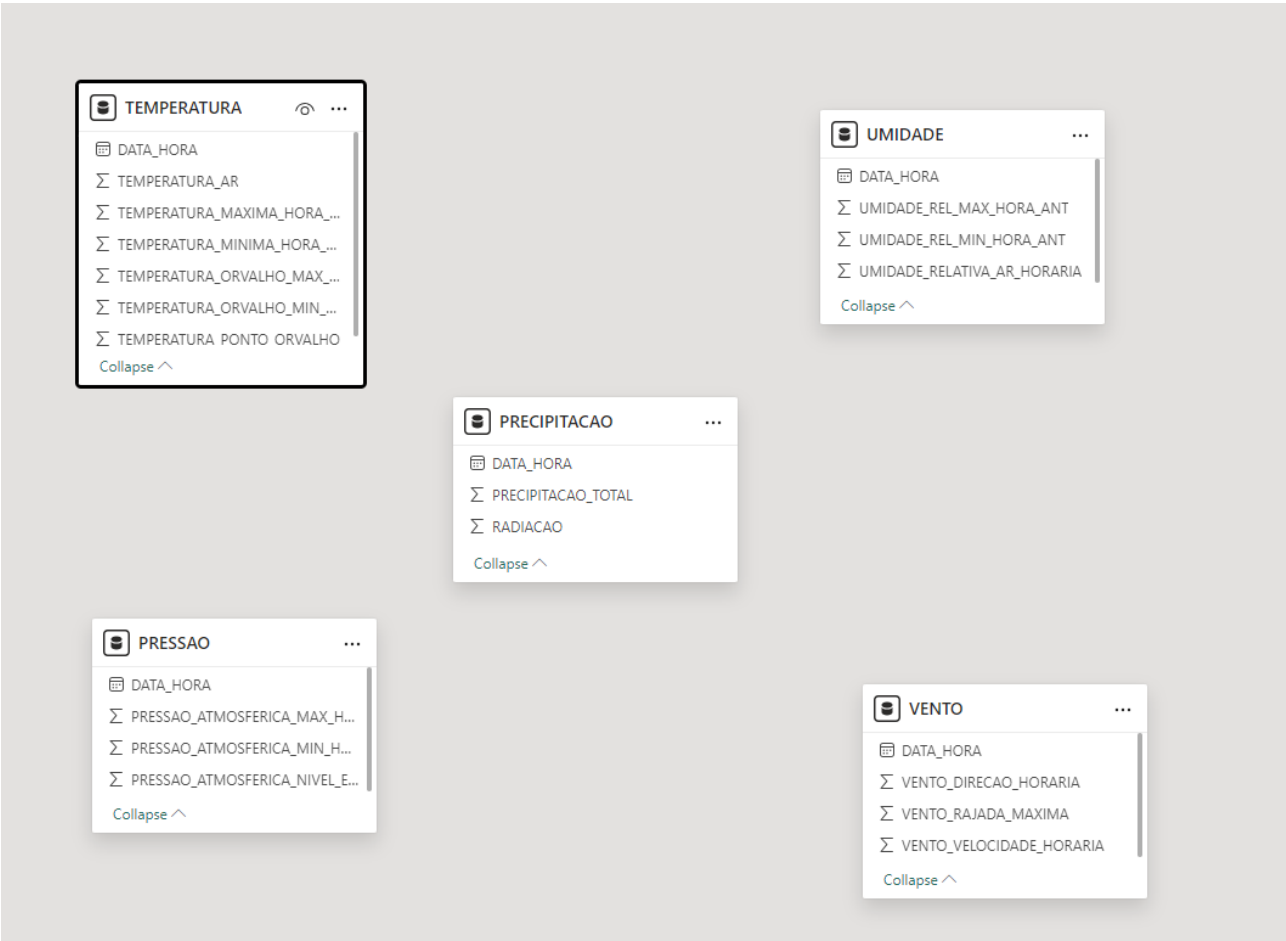 TEMPERATURA
DATA_HORA
TEMPERATURA_AR
TEMPERATURA_MAXIMA_HORA_...
TEMPERATURA_MINIMA_HORA_...
TEMPERATURA_ORVALHO_MAX_...
TEMPERATURA_ORVALHO_MIN_...
TEMPERATURA_PONTO_ORVALHO
Collapse
UMIDADE
DATA_HORA
UMIDADE_REL_MAX_HORA_ANT
UMIDADE_REL_MIN_HORA_ANT
UMIDADE_RELATIVA_AR_HORARIA
Collapse
PRECIPITACAO
DATA_HORA
PRECIPITACAO_TOTAL
RADIACAO
Collapse
PRESSAO
DATA_HORA
PRESSAO_ATMOSFERICA_MAX_H...
PRESSAO_ATMOSFERICA_MIN_H...
PRESSAO_ATMOSFERICA_NIVEL_E...
Collapse
VENTO
DATA_HORA
VENTO_DIRECAO_HORARIA
VENTO_RAJADA_MAXIMA
VENTO_VELOCIDADE_HORARIA
Collapse